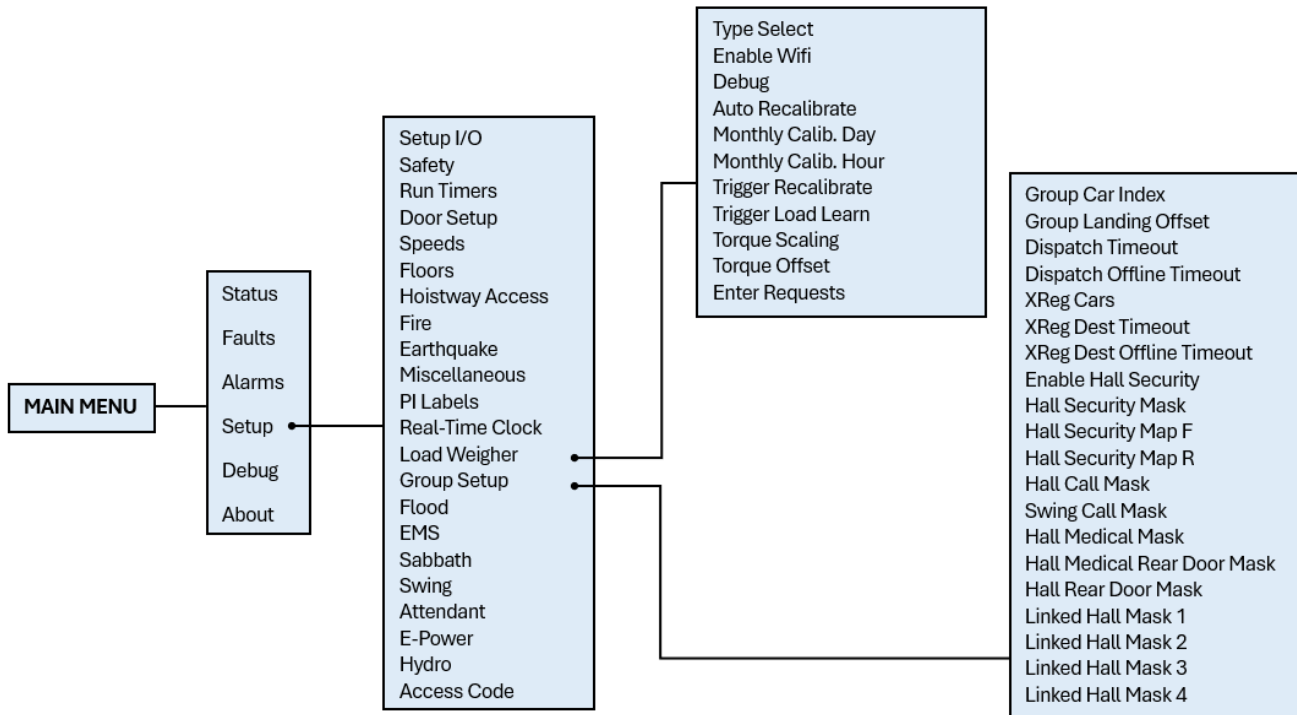 MAIN MENU
Status
Faults
Alarms
Setup
Debug
About
Setup I/O
Safety
Run Timers
Door Setup
Speeds
Floors
Hoistway Access
Fire
Earthquake
Miscellaneous
PI Labels
Real-Time Clock
Load Weigher
Group Setup
Flood
EMS
Sabbath
Swing
Attendant
E-Power
Hydro
Access Code
Type Select
Enable Wifi
Debug
Auto Recalibrate
Monthly Calib. Day
Monthly Calib. Hour
Trigger Recalibrate
Trigger Load Learn
Torque Scaling
Torque Offset
Enter Requests
Group Car Index
Group Landing Offset
Dispatch Timeout
Dispatch Offline Timeout
XReg Cars
XReg Dest Timeout
XReg Dest Offline Timeout
Enable Hall Security
Hall Security Mask
Hall Security Map F
Hall Security Map R
Hall Call Mask
Swing Call Mask
Hall Medical Mask
Hall Medical Rear Door Mask
Hall Rear Door Mask
Linked Hall Mask 1
Linked Hall Mask 2
Linked Hall Mask 3
Linked Hall Mask 4